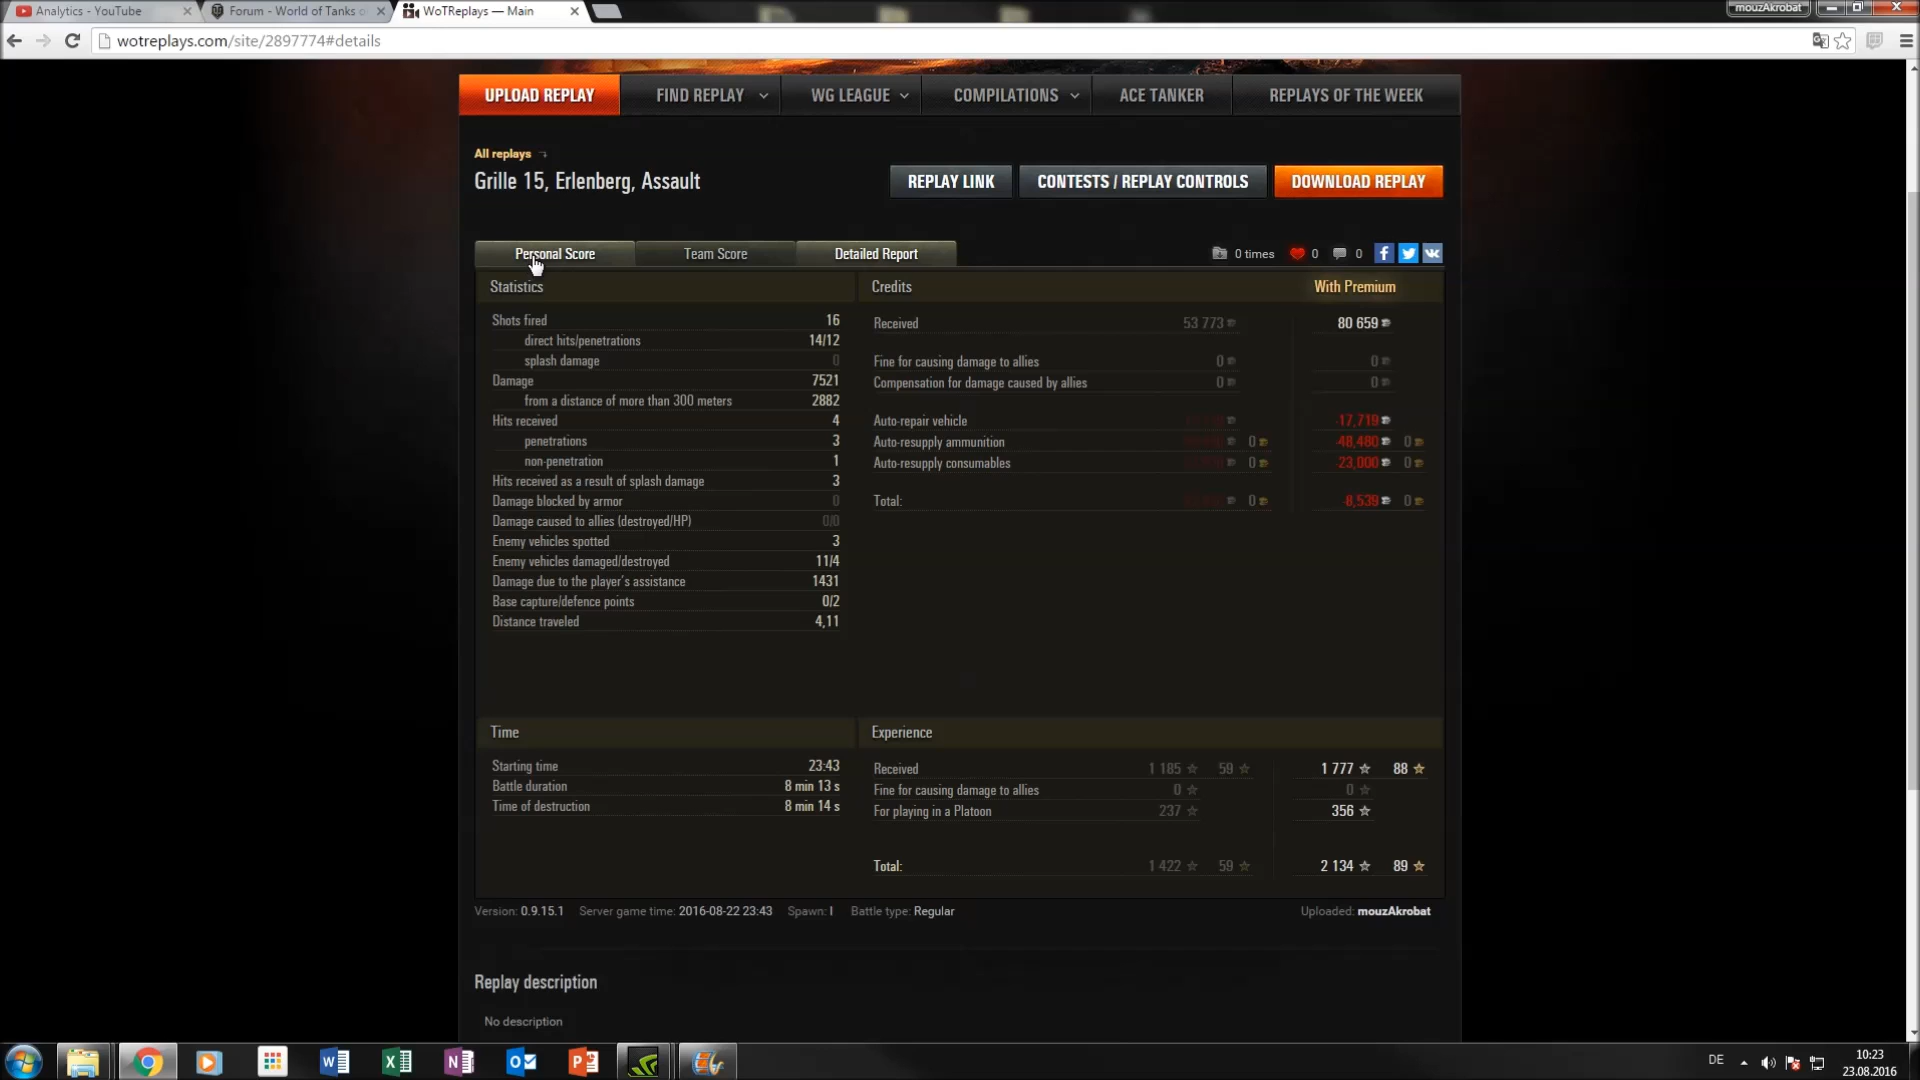 Analytics - YouTube
Forum - World of Tanks o
WoTReplays — Main
mouzAkrobat
wotreplays.com/site/2897774#details
UPLOAD REPLAY
FIND REPLAY
WG LEAGUE
COMPILATIONS
ACE TANKER
REPLAYS OF THE WEEK
All replays
Grille 15, Erlenberg, Assault
REPLAY LINK
CONTESTS / REPLAY CONTROLS
DOWNLOAD REPLAY
Personal Score
Team Score
Detailed Report
0 times
0
0
Statistics
Shots fired 16
direct hits/penetrations 14/12
splash damage 0
Damage 7521
from a distance of more than 300 meters 2882
Hits received 4
penetrations 3
non-penetration 1
Hits received as a result of splash damage 3
Damage blocked by armor 0
Damage caused to allies (destroyed/HP) 0/0
Enemy vehicles spotted 3
Enemy vehicles damaged/destroyed 11/4
Damage due to the player's assistance 1431
Base capture/defence points 0/2
Distance traveled 4,11
Credits With Premium
Received 53 773 80 659
Fine for causing damage to allies 0 0
Compensation for damage caused by allies 0 0
Auto-repair vehicle -17,719
Auto-resupply ammunition 0 -48,480 0
Auto-resupply consumables 0 -23,000 0
Total: 0 -8,539 0
Time
Starting time 23:43
Battle duration 8 min 13 s
Time of destruction 8 min 14 s
Experience
Received 1 185 59 1 777 88
Fine for causing damage to allies 0 0
For playing in a Platoon 237 356
Total: 1 422 59 2 134 89
Version: 0.9.15.1 Server game time: 2016-08-22 23:43 Spawn: I Battle type: Regular
Uploaded: mouzAkrobat
Replay description
No description
DE
10:23
23.08.2016